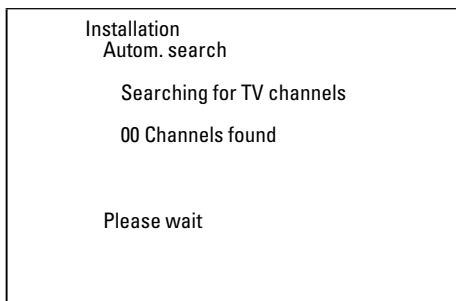 Installation
Autom. search
Searching for TV channels
00 Channels found
Please wait